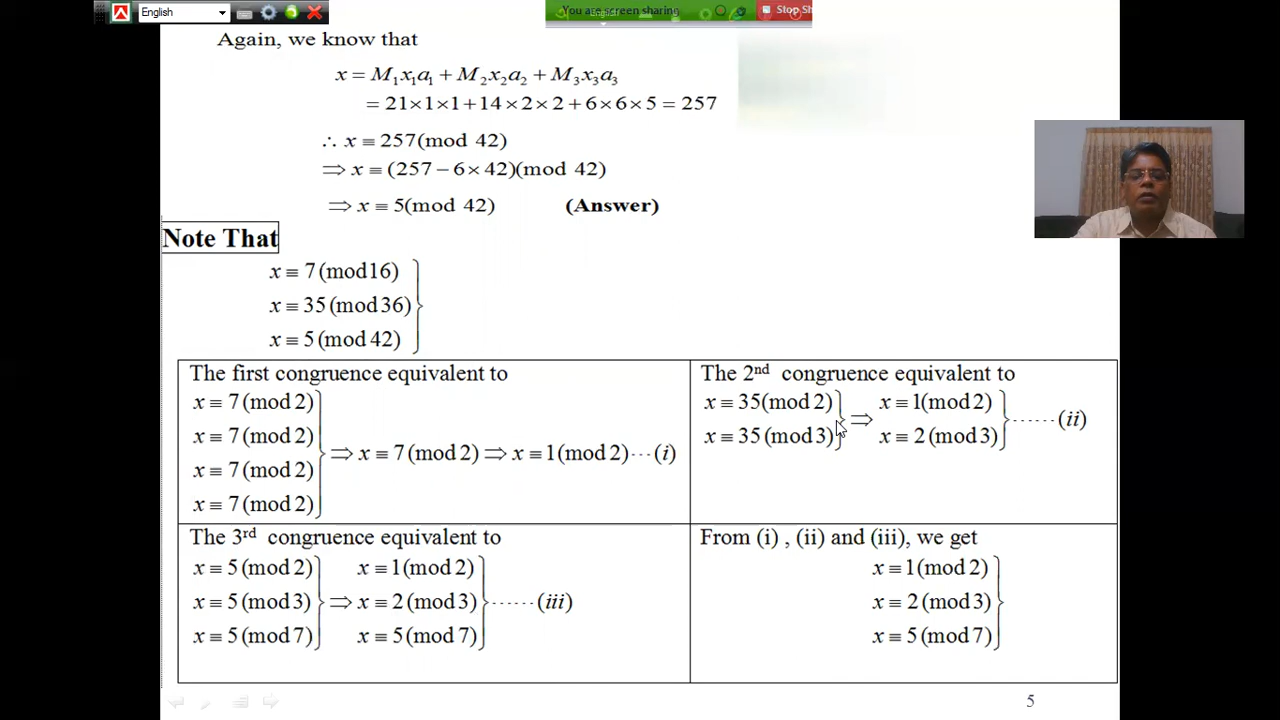 English
You are screen sharing
Stop Sh
Again, we know that
x = M₁x₁a₁ + M₂x₂a₂ + M₃x₃a₃
= 21×1×1+14×2×2+6×6×5 = 257
∴ x ≡ 257(mod 42)
⇒ x ≡ (257 − 6×42)(mod 42)
⇒ x ≡ 5(mod 42) (Answer)
Note That
x ≡ 7(mod16)
x ≡ 35(mod36)
x ≡ 5(mod 42)
The first congruence equivalent to
x ≡ 7(mod 2)
x ≡ 7(mod 2)
x ≡ 7(mod 2)
x ≡ 7(mod 2)
⇒ x ≡ 7(mod 2) ⇒ x ≡ 1(mod 2)⋯(i)
The 2nd congruence equivalent to
x ≡ 35(mod 2) ⇒ x ≡ 1(mod 2)
x ≡ 35(mod 3) x ≡ 2(mod 3) ⋯⋯(ii)
The 3rd congruence equivalent to
x ≡ 5(mod 2) x ≡ 1(mod 2)
x ≡ 5(mod 3) ⇒ x ≡ 2(mod 3) ⋯⋯(iii)
x ≡ 5(mod 7) x ≡ 5(mod 7)
From (i) , (ii) and (iii), we get
x ≡ 1(mod 2)
x ≡ 2(mod 3)
x ≡ 5(mod 7)
5